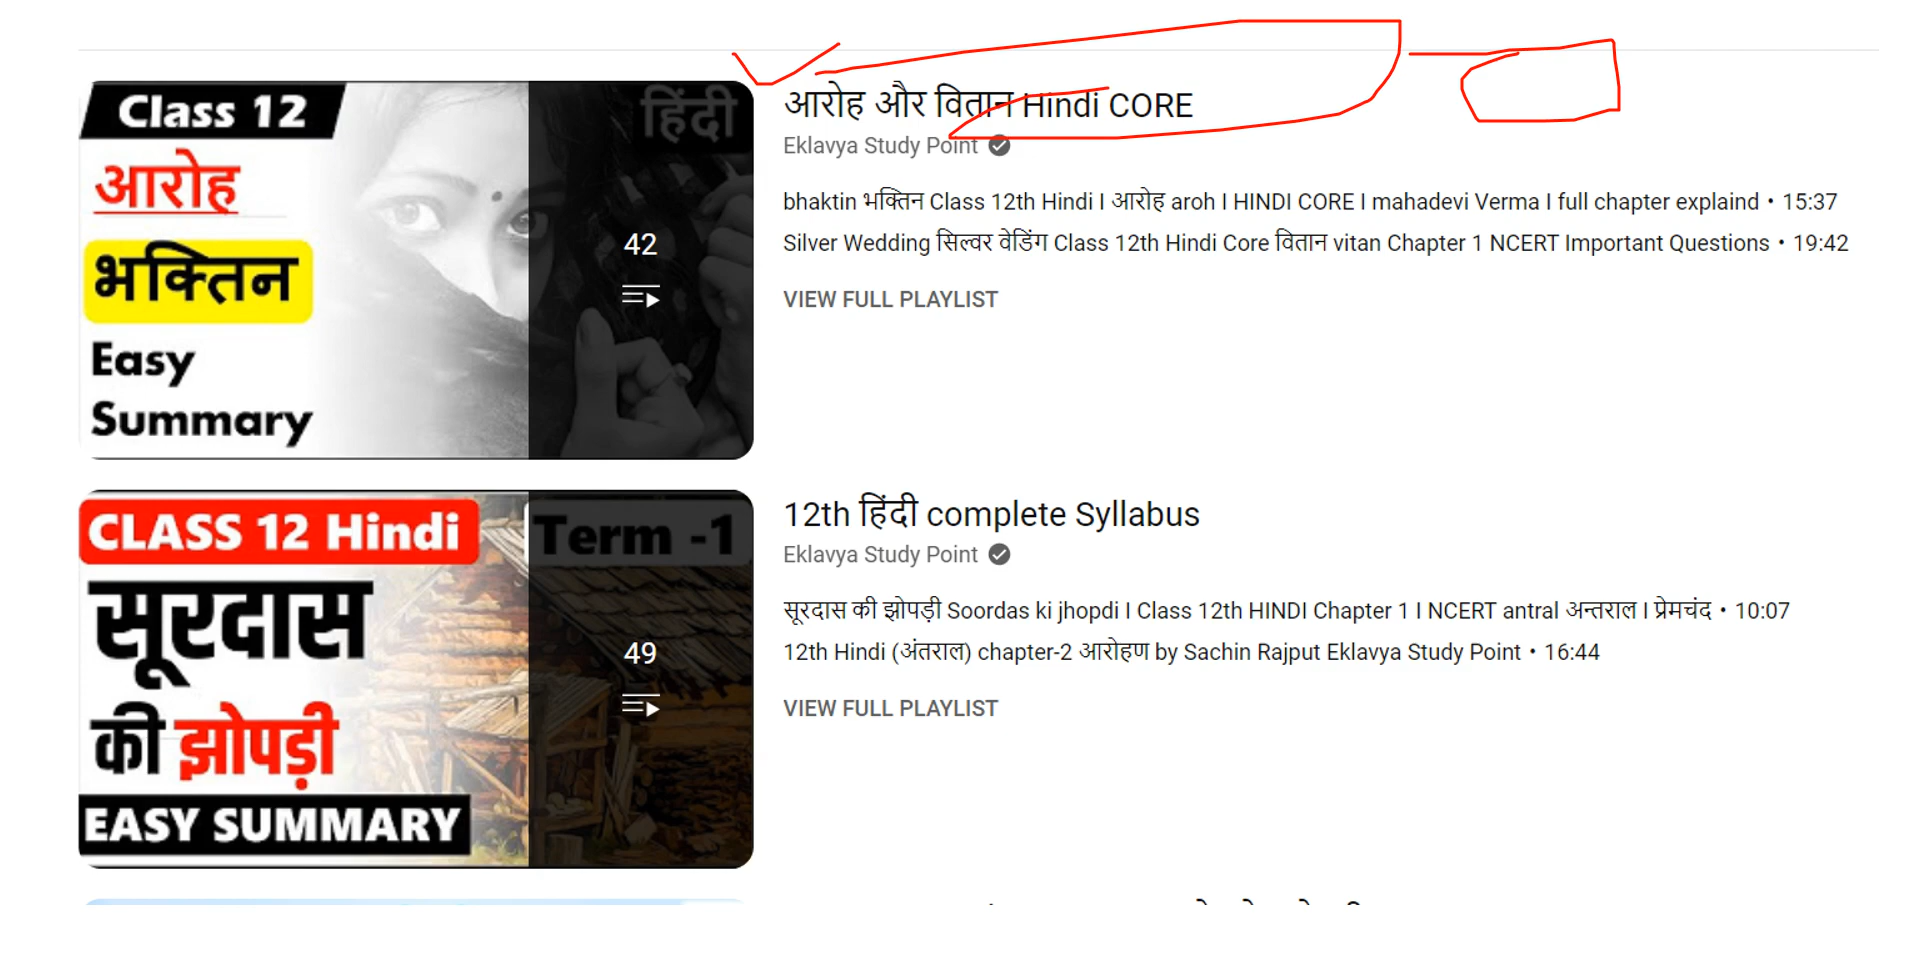 Class 12
हिंदी
आरोह
भक्तिन
Easy
Summary
42
आरोह और वितान Hindi CORE
Eklavya Study Point
bhaktin भक्तिन Class 12th Hindi I आरोह aroh I HINDI CORE I mahadevi Verma I full chapter explaind • 15:37
Silver Wedding सिल्वर वेडिंग Class 12th Hindi Core वितान vitan Chapter 1 NCERT Important Questions • 19:42
VIEW FULL PLAYLIST
CLASS 12 Hindi
Term -1
सूरदास
की झोपड़ी
EASY SUMMARY
49
12th हिंदी complete Syllabus
Eklavya Study Point
सूरदास की झोपड़ी Soordas ki jhopdi I Class 12th HINDI Chapter 1 I NCERT antral अन्तराल I प्रेमचंद • 10:07
12th Hindi (अंतराल) chapter-2 आरोहण by Sachin Rajput Eklavya Study Point • 16:44
VIEW FULL PLAYLIST